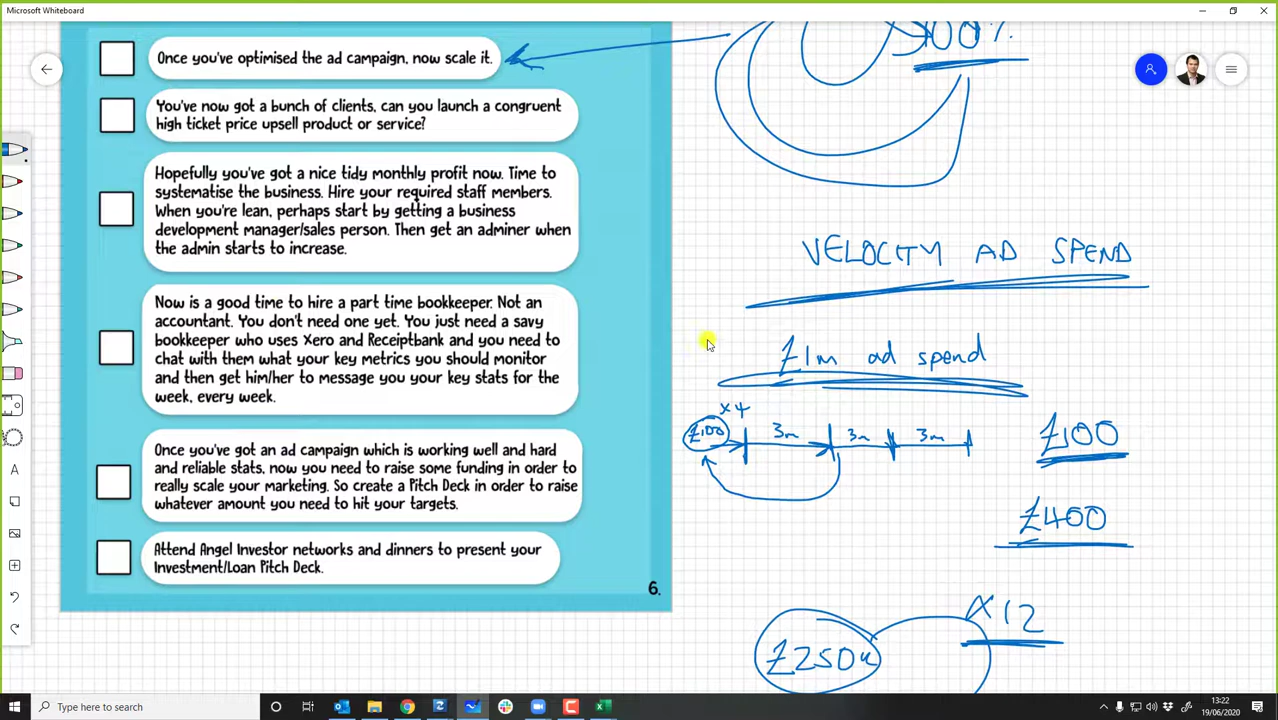 Microsoft Whiteboard
Once you've optimised the ad campaign, now scale it.
You've now got a bunch of clients, can you launch a congruent
high ticket price upsell product or service?
Hopefully you've got a nice tidy monthly profit now. Time to
systematise the business. Hire your required staff members.
When you're lean, perhaps start by getting a business
development manager/sales person. Then get an adminer when
the admin starts to increase.
Now is a good time to hire a part time bookkeeper. Not an
accountant. You don't need one yet. You just need a savy
bookkeeper who uses Xero and Receiptbank and you need to
chat with them what your key metrics you should monitor
and then get him/her to message you your key stats for the
week, every week.
Once you've got an ad campaign which is working well and hard
and reliable stats, now you need to raise some funding in order to
really scale your marketing. So create a Pitch Deck in order to raise
whatever amount you need to hit your targets.
Attend Angel Investor networks and dinners to present your
Investment/Loan Pitch Deck.
6.
VELOCITY AD SPEND
£1m ad spend
x4
£100 3m 3m 3m
£100
£400
x12
£250k
Type here to search
13:22
19/06/2020